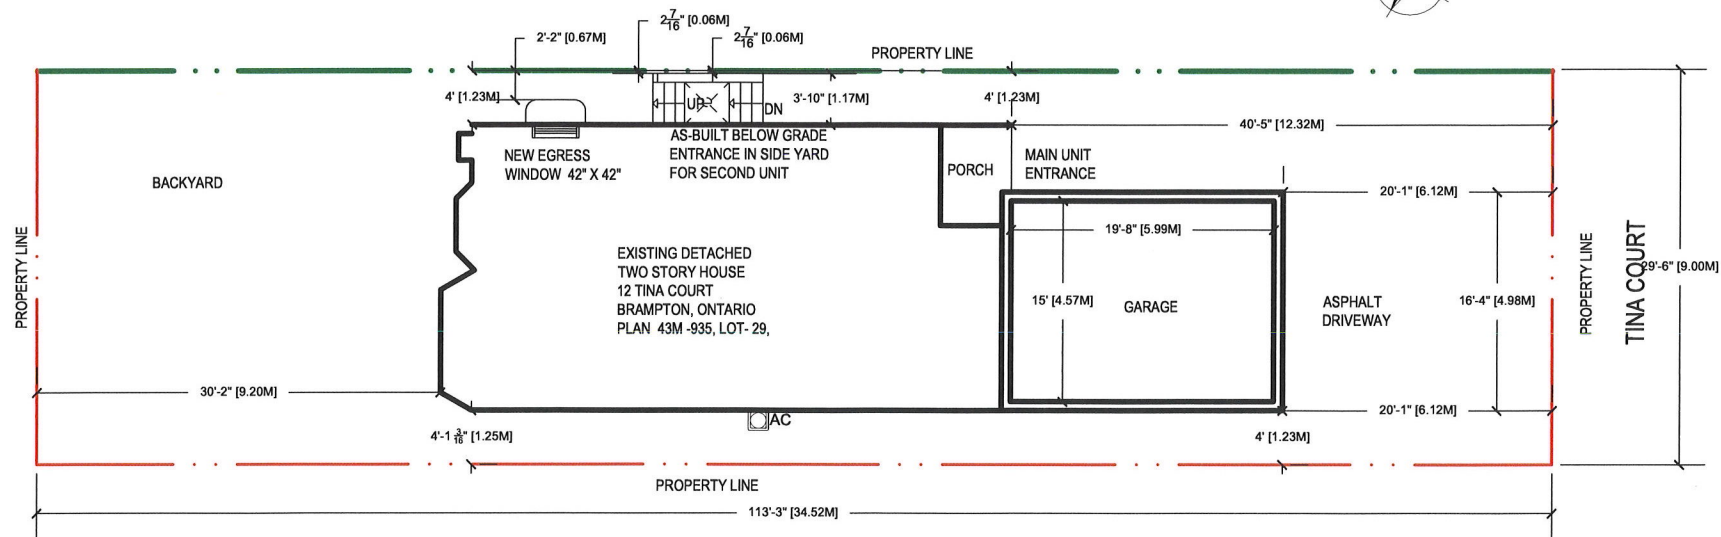 2 7/16" [0.06M]
2'-2" [0.67M]
2 7/16" [0.06M]
PROPERTY LINE
4' [1.23M]
UP
DN
3'-10" [1.17M]
4' [1.23M]
40'-5" [12.32M]
AS-BUILT BELOW GRADE
ENTRANCE IN SIDE YARD
FOR SECOND UNIT
NEW EGRESS
WINDOW 42" X 42"
PORCH
MAIN UNIT
ENTRANCE
BACKYARD
20'-1" [6.12M]
19'-8" [5.99M]
PROPERTY LINE
EXISTING DETACHED
TWO STORY HOUSE
12 TINA COURT
BRAMPTON, ONTARIO
PLAN 43M -935, LOT- 29,
15' [4.57M]
GARAGE
ASPHALT
DRIVEWAY
16'-4" [4.98M]
PROPERTY LINE
TINA COURT
29'-6" [9.00M]
30'-2" [9.20M]
20'-1" [6.12M]
AC
4'-1 3/16" [1.25M]
4' [1.23M]
PROPERTY LINE
113'-3" [34.52M]